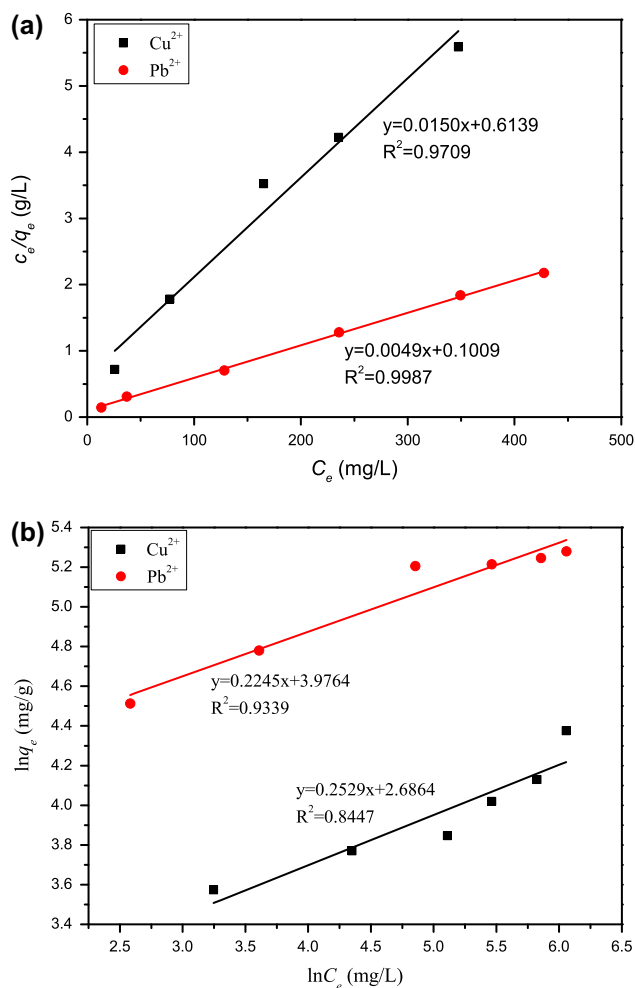 (a)
Cu²⁺
Pb²⁺
6
5
4
3
2
1
0
cₑ/qₑ (g/L)
y=0.0150x+0.6139
R²=0.9709
y=0.0049x+0.1009
R²=0.9987
0 100 200 300 400 500
Cₑ (mg/L)
(b)
Cu²⁺
Pb²⁺
5.4
5.2
5.0
4.8
4.6
4.4
4.2
4.0
3.8
3.6
3.4
lnqₑ (mg/g)
y=0.2245x+3.9764
R²=0.9339
y=0.2529x+2.6864
R²=0.8447
2.5 3.0 3.5 4.0 4.5 5.0 5.5 6.0 6.5
lnCₑ (mg/L)